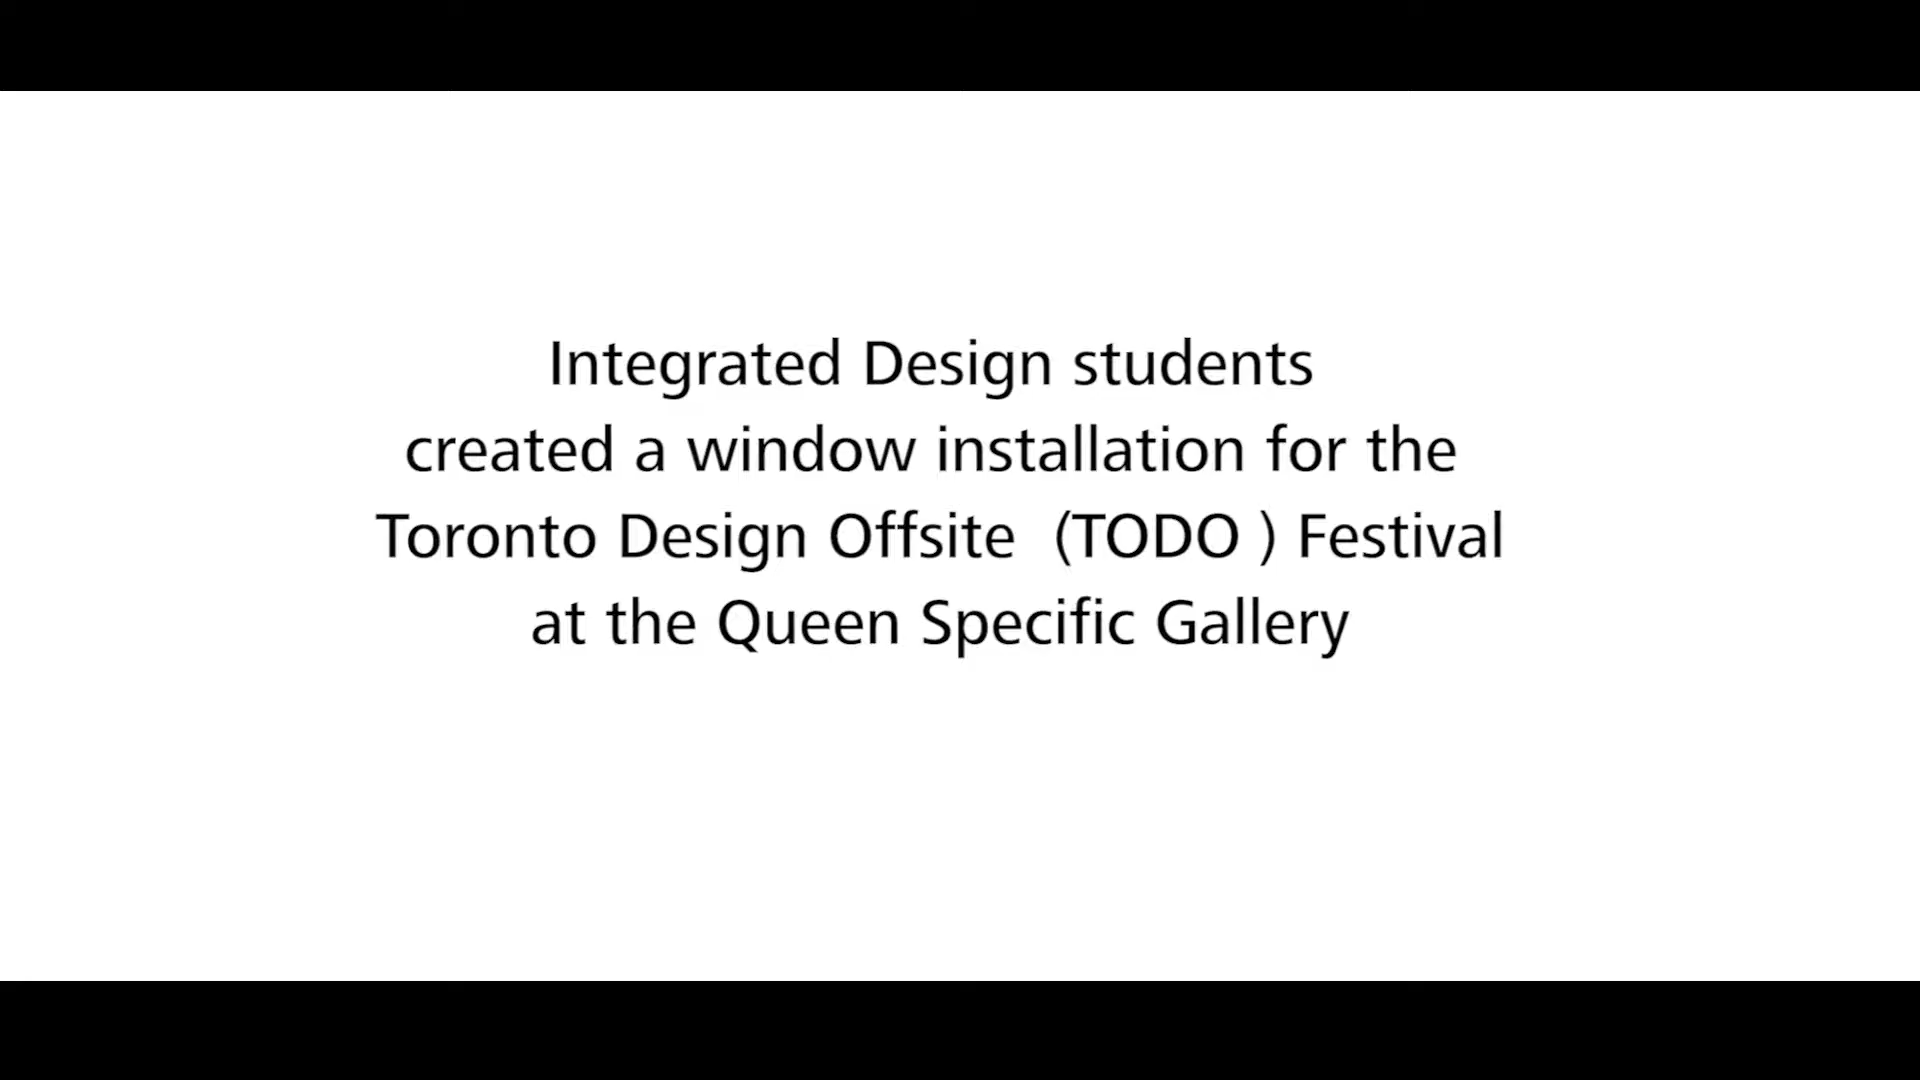 Integrated Design students
created a window installation for the
Toronto Design Offsite  (TODO ) Festival
at the Queen Specific Gallery